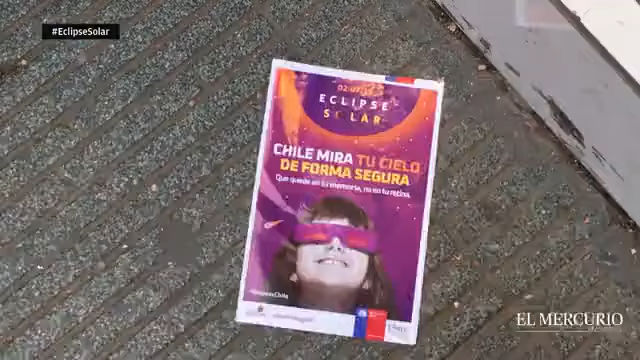 #EclipseSolar
02.07.19
ECLIPSE
SOLAR
CHILE MIRA TU CIELO
DE FORMA SEGURA
Que quede en tu memoria, no en tu retina.
EL MERCURIO